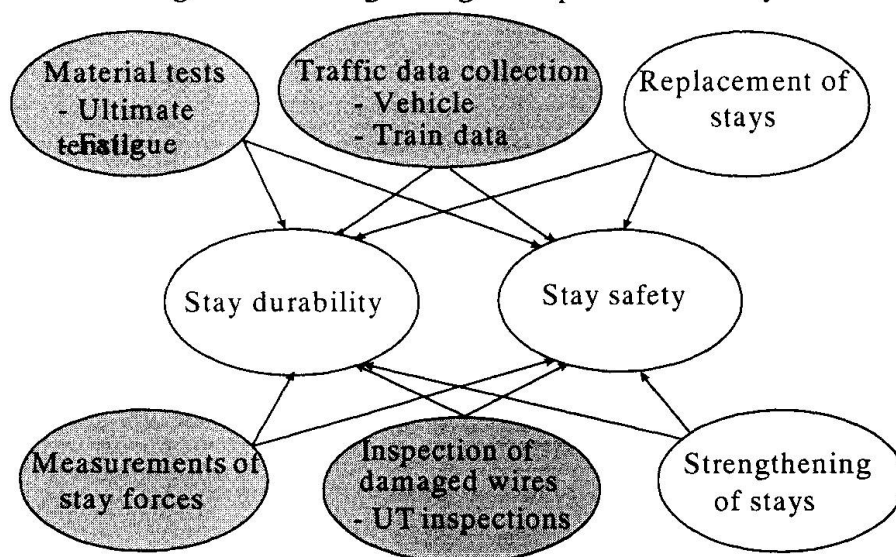 Material tests
- Ultimate
- Fatigue
Traffic data collection
- Vehicle
- Train data
Replacement of
stays
Stay durability
Stay safety
Measurements of
stay forces
Inspection of
damaged wires
- UT inspections
Strengthening
of stays